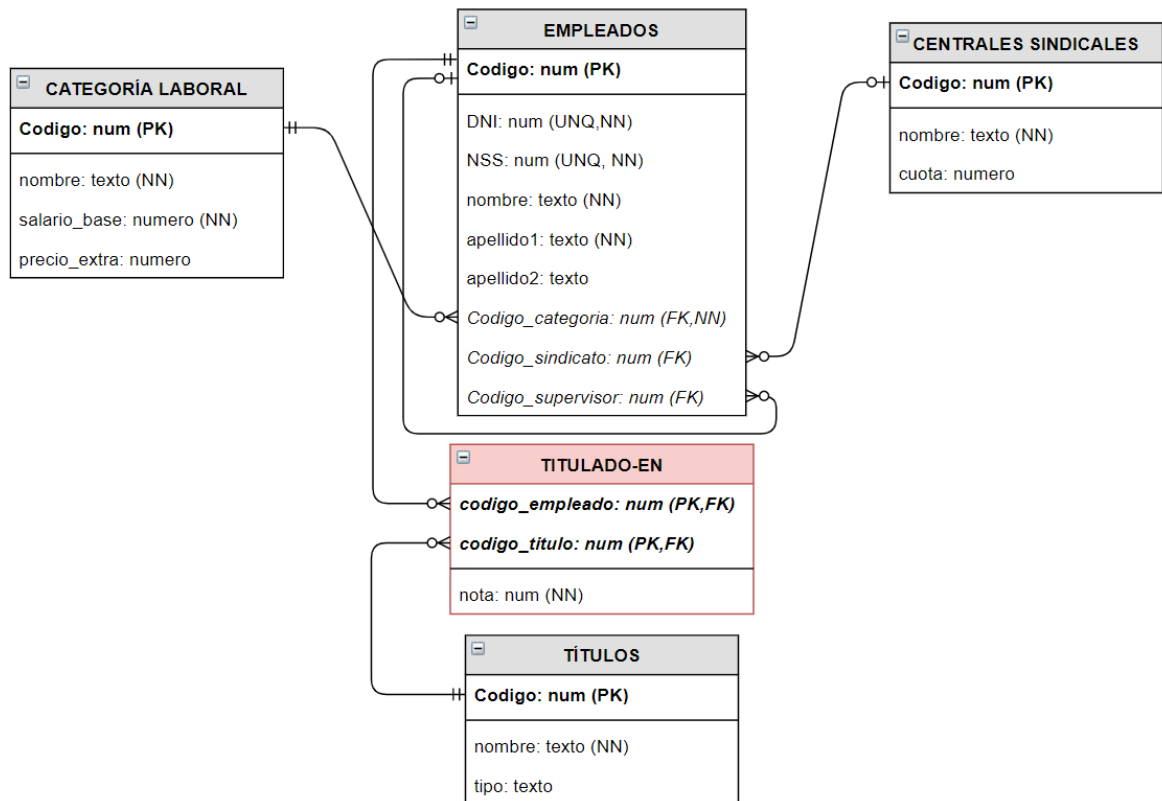 CATEGORÍA LABORAL
Codigo: num (PK)
nombre: texto (NN)
salario_base: numero (NN)
precio_extra: numero
EMPLEADOS
Codigo: num (PK)
DNI: num (UNQ,NN)
NSS: num (UNQ, NN)
nombre: texto (NN)
apellido1: texto (NN)
apellido2: texto
Codigo_categoria: num (FK,NN)
Codigo_sindicato: num (FK)
Codigo_supervisor: num (FK)
CENTRALES SINDICALES
Codigo: num (PK)
nombre: texto (NN)
cuota: numero
TITULADO-EN
codigo_empleado: num (PK,FK)
codigo_titulo: num (PK,FK)
nota: num (NN)
TÍTULOS
Codigo: num (PK)
nombre: texto (NN)
tipo: texto